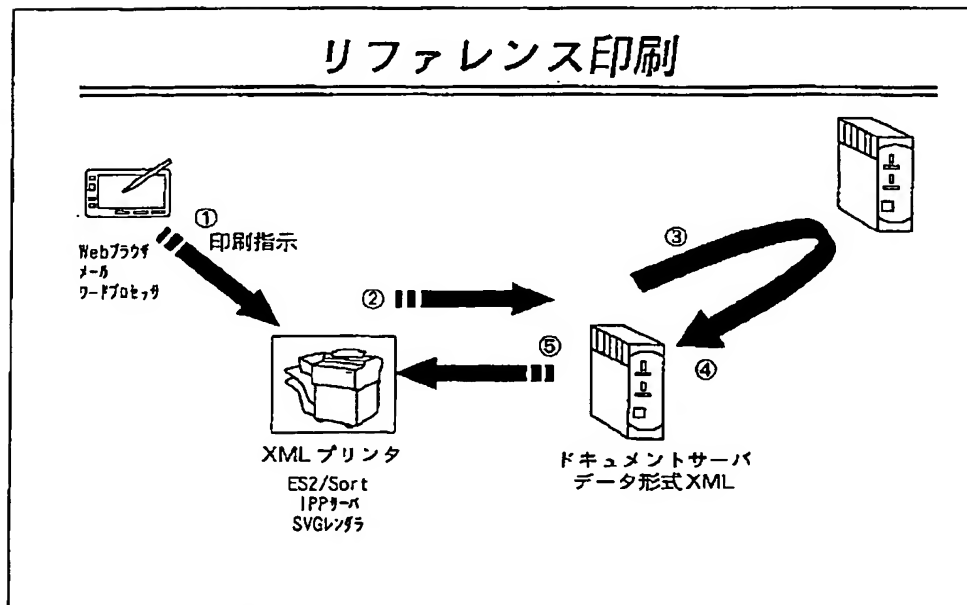 リファレンス印刷
①
印刷指示
Webブラウザ
メール
ワードプロセッサ
②
③
④
⑤
XMLプリンタ
ES2/Sort
IPPサーバ
SVGレンダラ
ドキュメントサーバ
データ形式XML